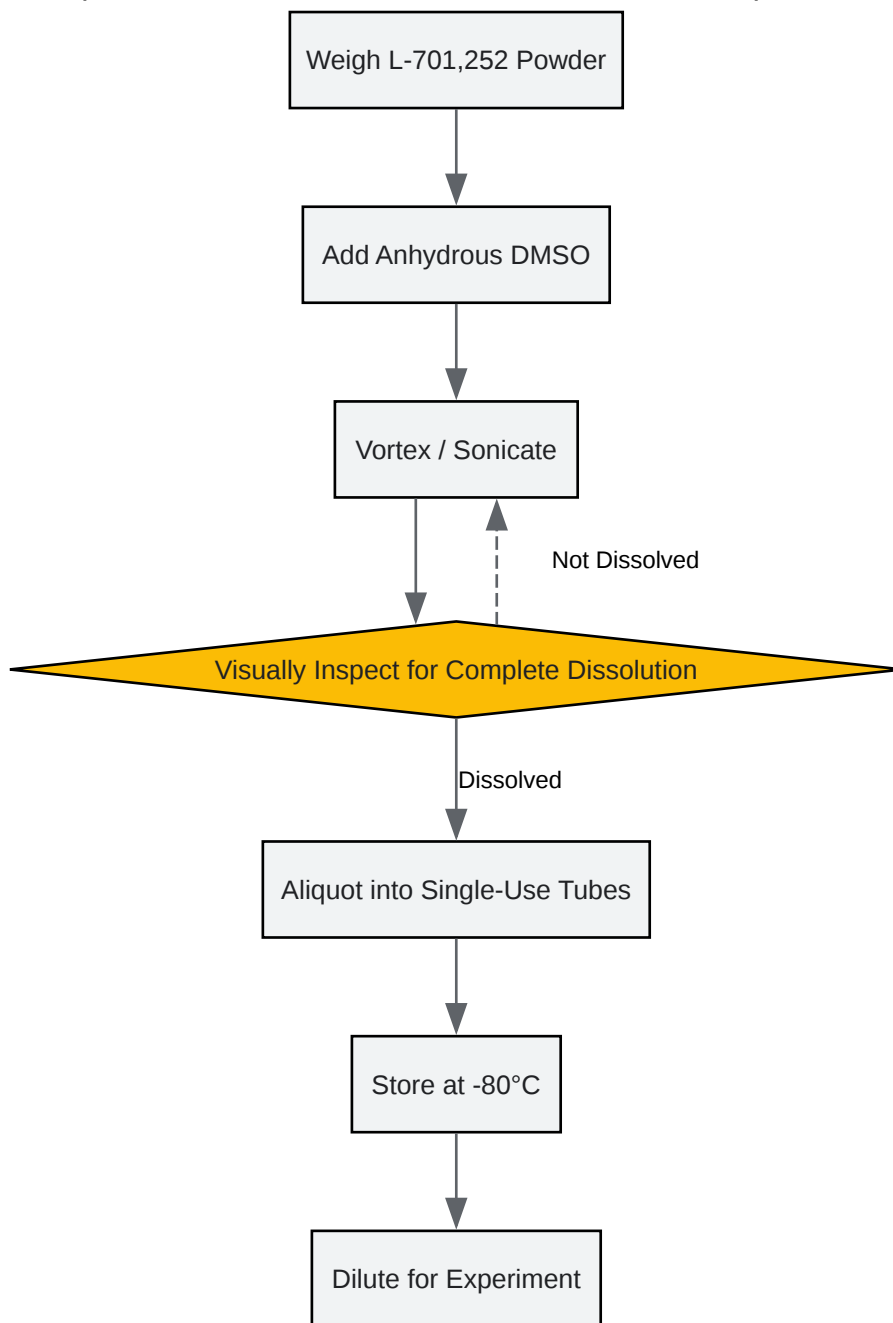 Weigh L-701,252 Powder
Add Anhydrous DMSO
Vortex / Sonicate
Not Dissolved
Visually Inspect for Complete Dissolution
Dissolved
Aliquot into Single-Use Tubes
Store at -80°C
Dilute for Experiment